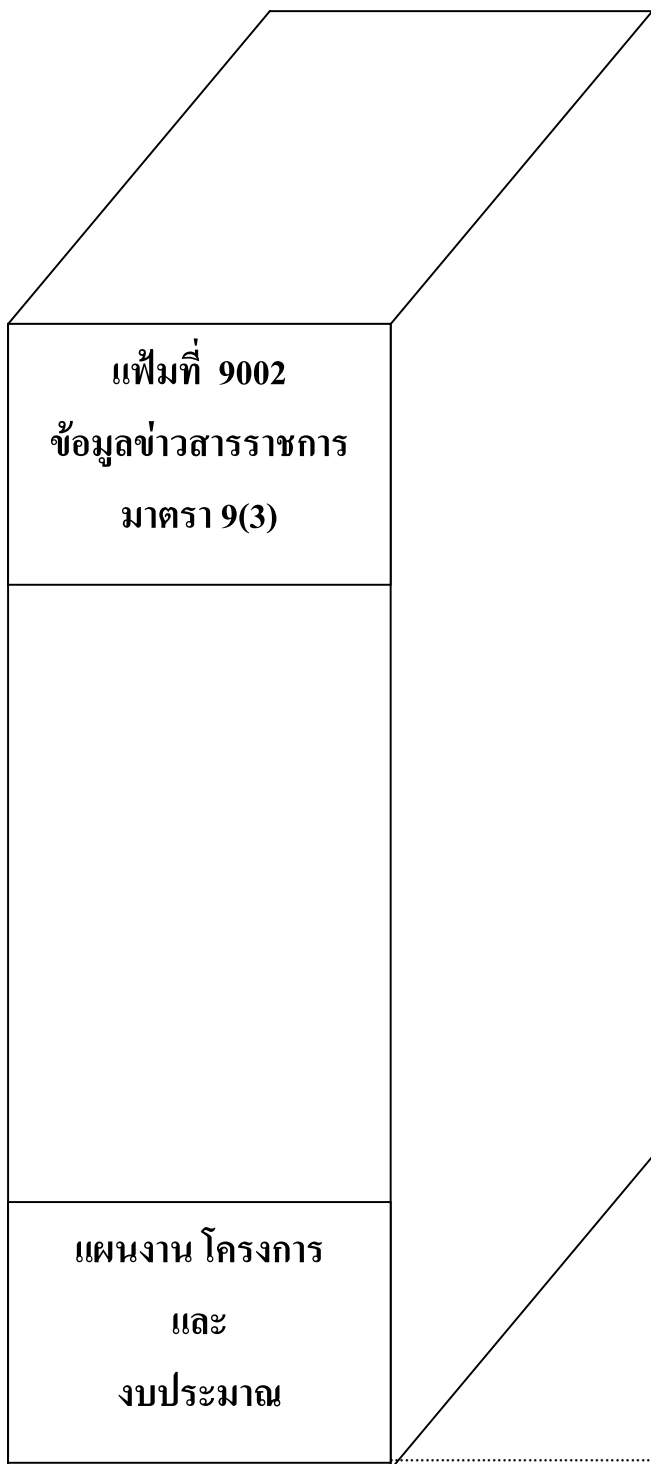 แฟ้มที่ 9002
ข้อมูลข่าวสารราชการ
มาตรา 9(3)
แผนงาน โครงการ
และ
งบประมาณ